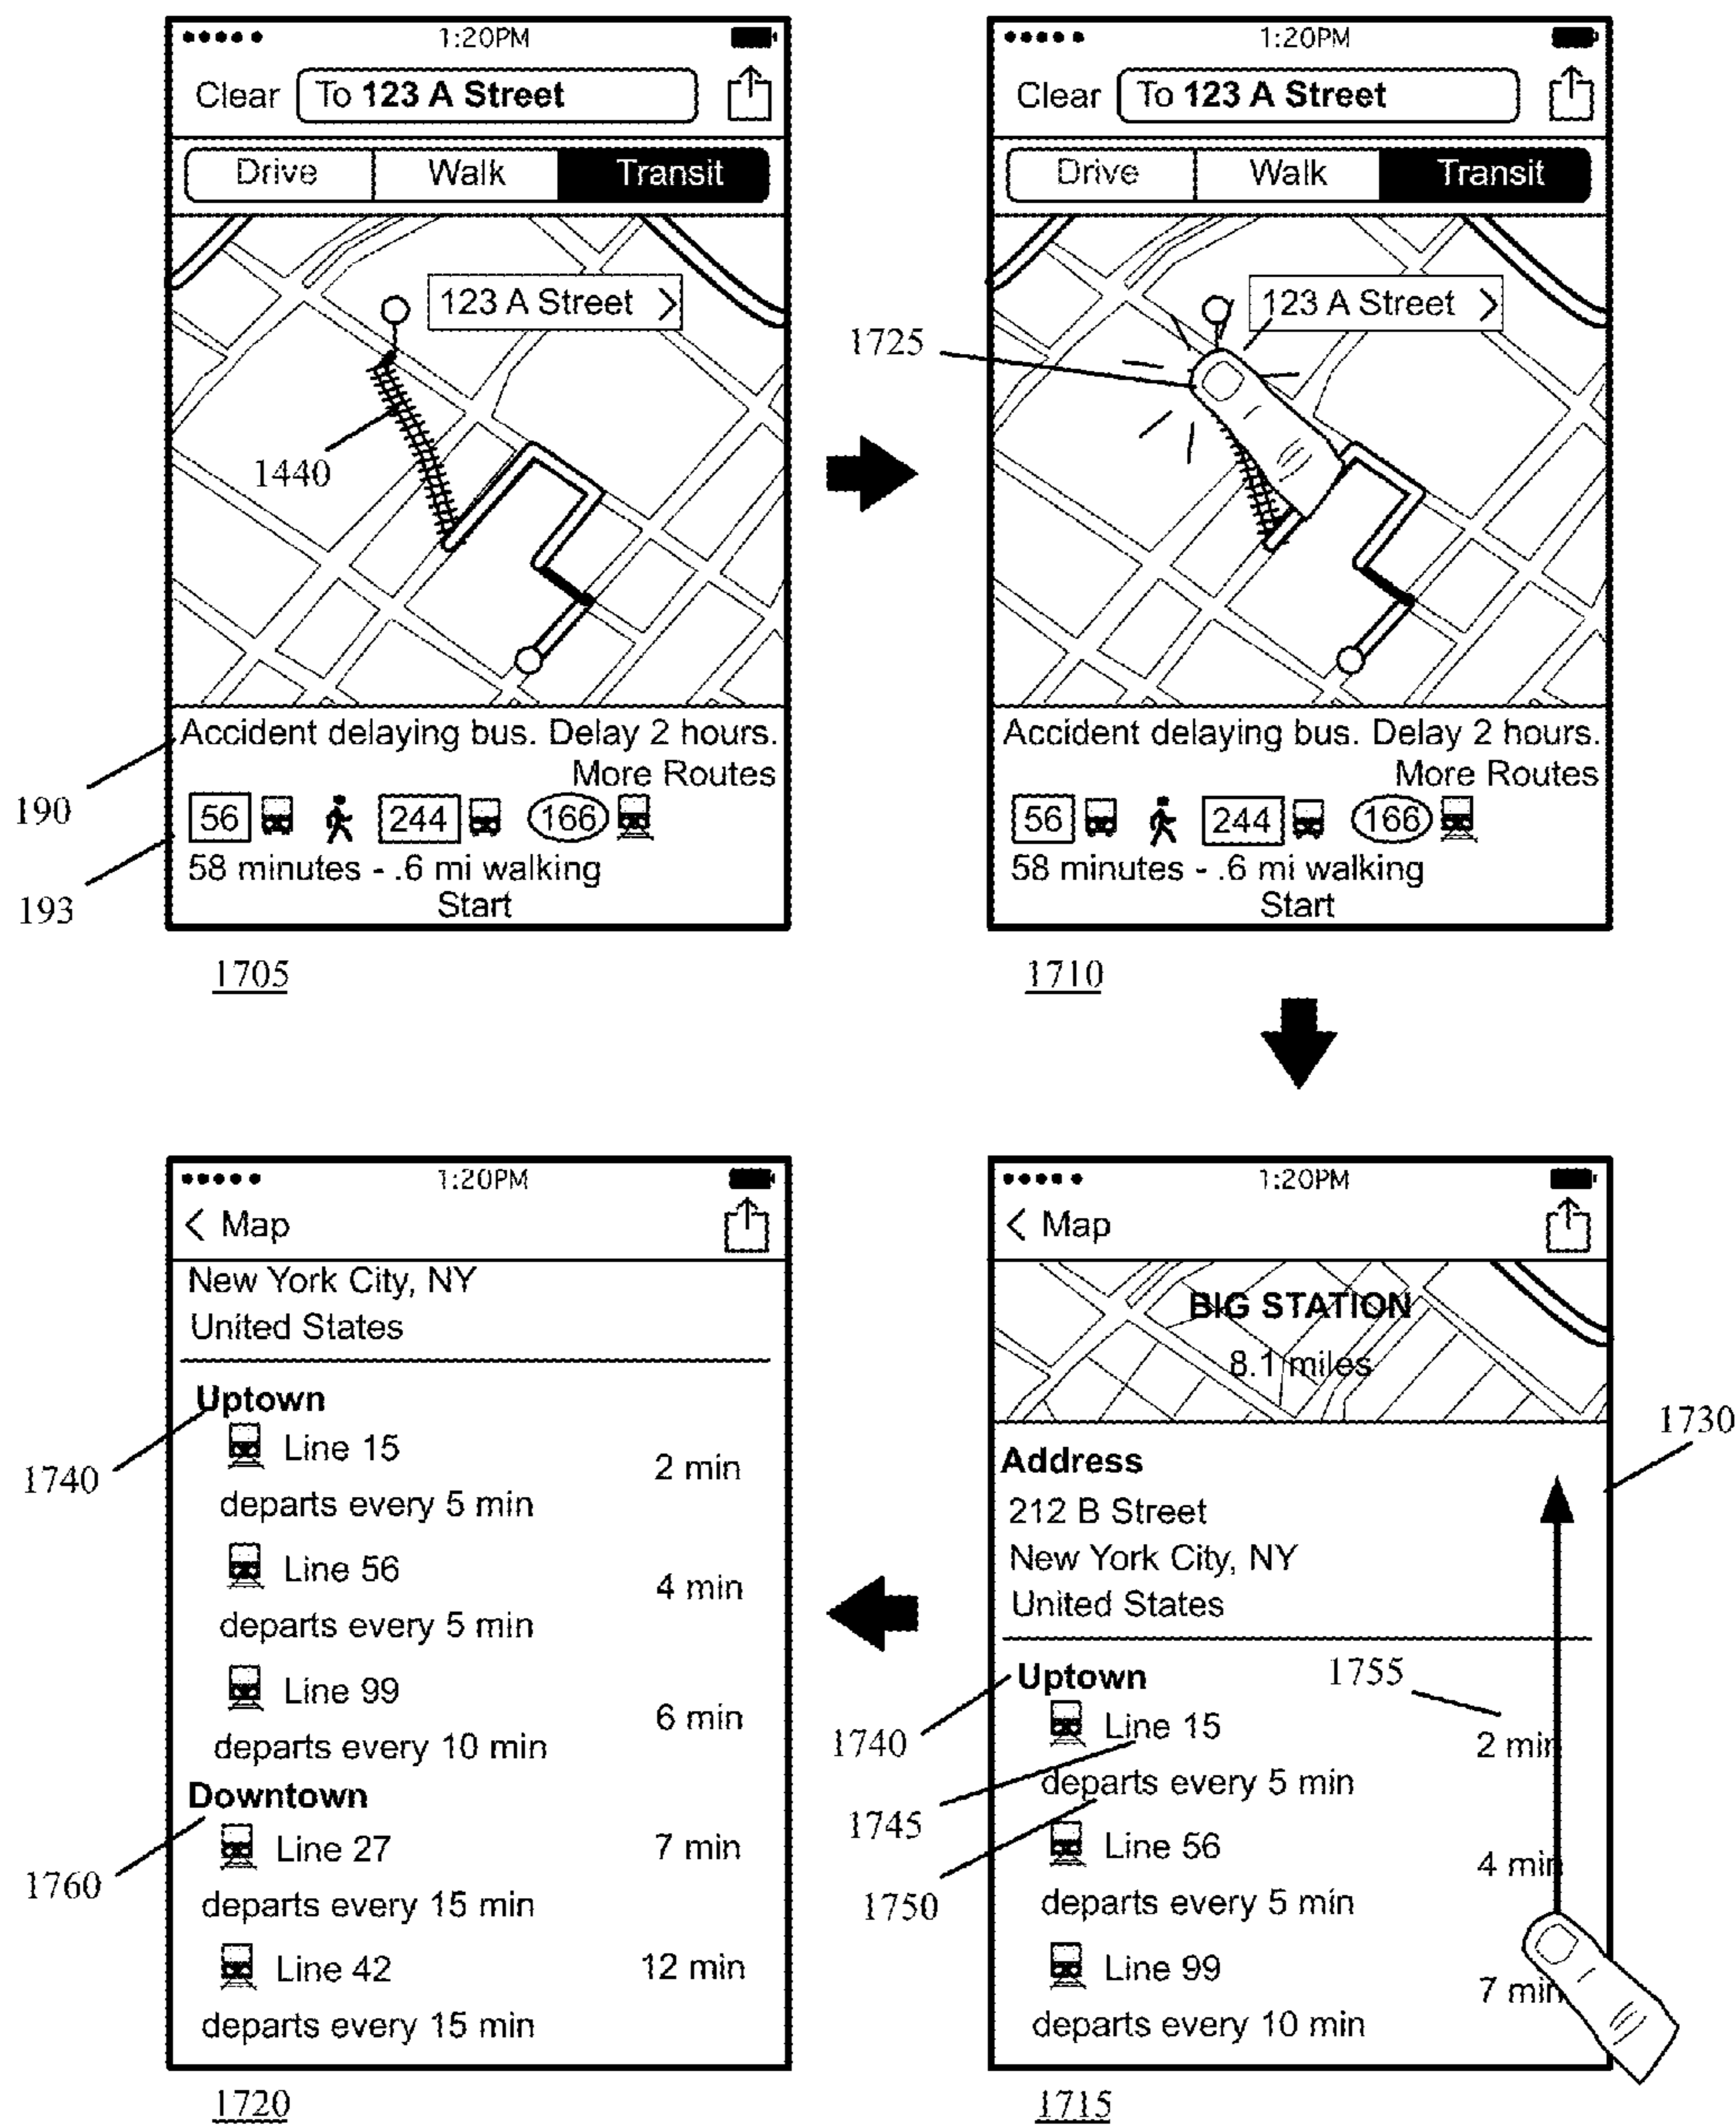 1:20PM
Clear To 123 A Street
Drive Walk Transit
123 A Street >
1440
Accident delaying bus. Delay 2 hours.
More Routes
190
56 244 166
58 minutes - .6 mi walking
193
Start
1705
1:20PM
Clear To 123 A Street
Drive Walk Transit
123 A Street >
1725
Accident delaying bus. Delay 2 hours.
More Routes
56 244 166
58 minutes - .6 mi walking
Start
1710
1:20PM
< Map
BIG STATION
8.1 miles
1730
Address
212 B Street
New York City, NY
United States
Uptown
1755
Line 15
1740
2 min
departs every 5 min
1745
Line 56
4 min
1750
departs every 5 min
Line 99
7 min
departs every 10 min
1715
1:20PM
< Map
New York City, NY
United States
Uptown
Line 15
2 min
1740
departs every 5 min
Line 56
4 min
departs every 5 min
Line 99
6 min
departs every 10 min
Downtown
Line 27 7 min
1760
departs every 15 min
Line 42 12 min
departs every 15 min
1720